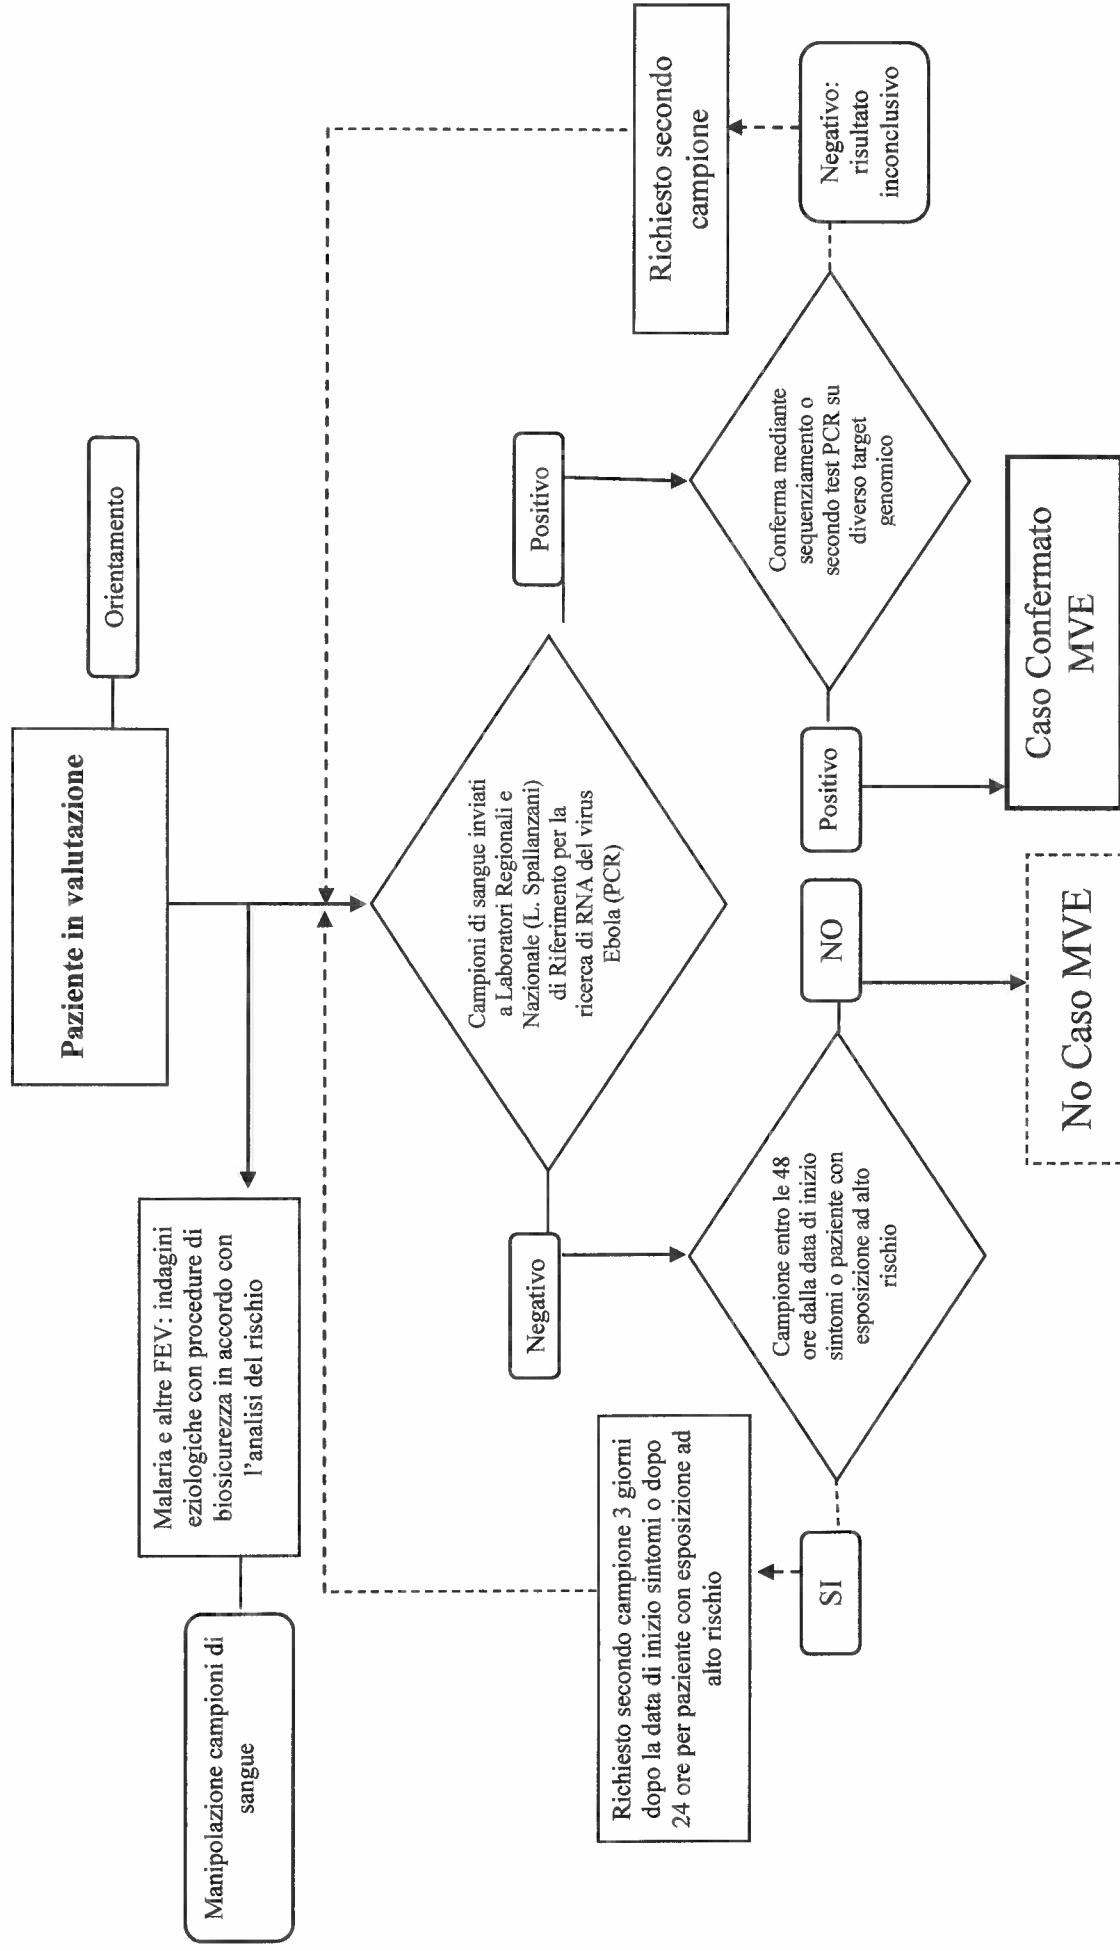 Paziente in valutazione
Orientamento
Manipolazione campioni di
sangue
Malaria e altre FEV: indagini
eziologiche con procedure di
biosicurezza in accordo con
l'analisi del rischio
Campioni di sangue inviati
a Laboratori Regionali e
Nazionale (L. Spallanzani)
di Riferimento per la
ricerca di RNA del virus
Ebola (PCR)
Negativo
Positivo
Richiesto secondo campione 3 giorni
dopo la data di inizio sintomi o dopo
24 ore per paziente con esposizione ad
alto rischio
Campione entro le 48
ore dalla data di inizio
sintomi o paziente con
esposizione ad alto
rischio
Conferma mediante
sequenziamento o
secondo test PCR su
diverso target
genomico
Richiesto secondo
campione
SI
NO
Positivo
Negativo:
risultato
inconclusivo
No Caso MVE
Caso Confermato
MVE